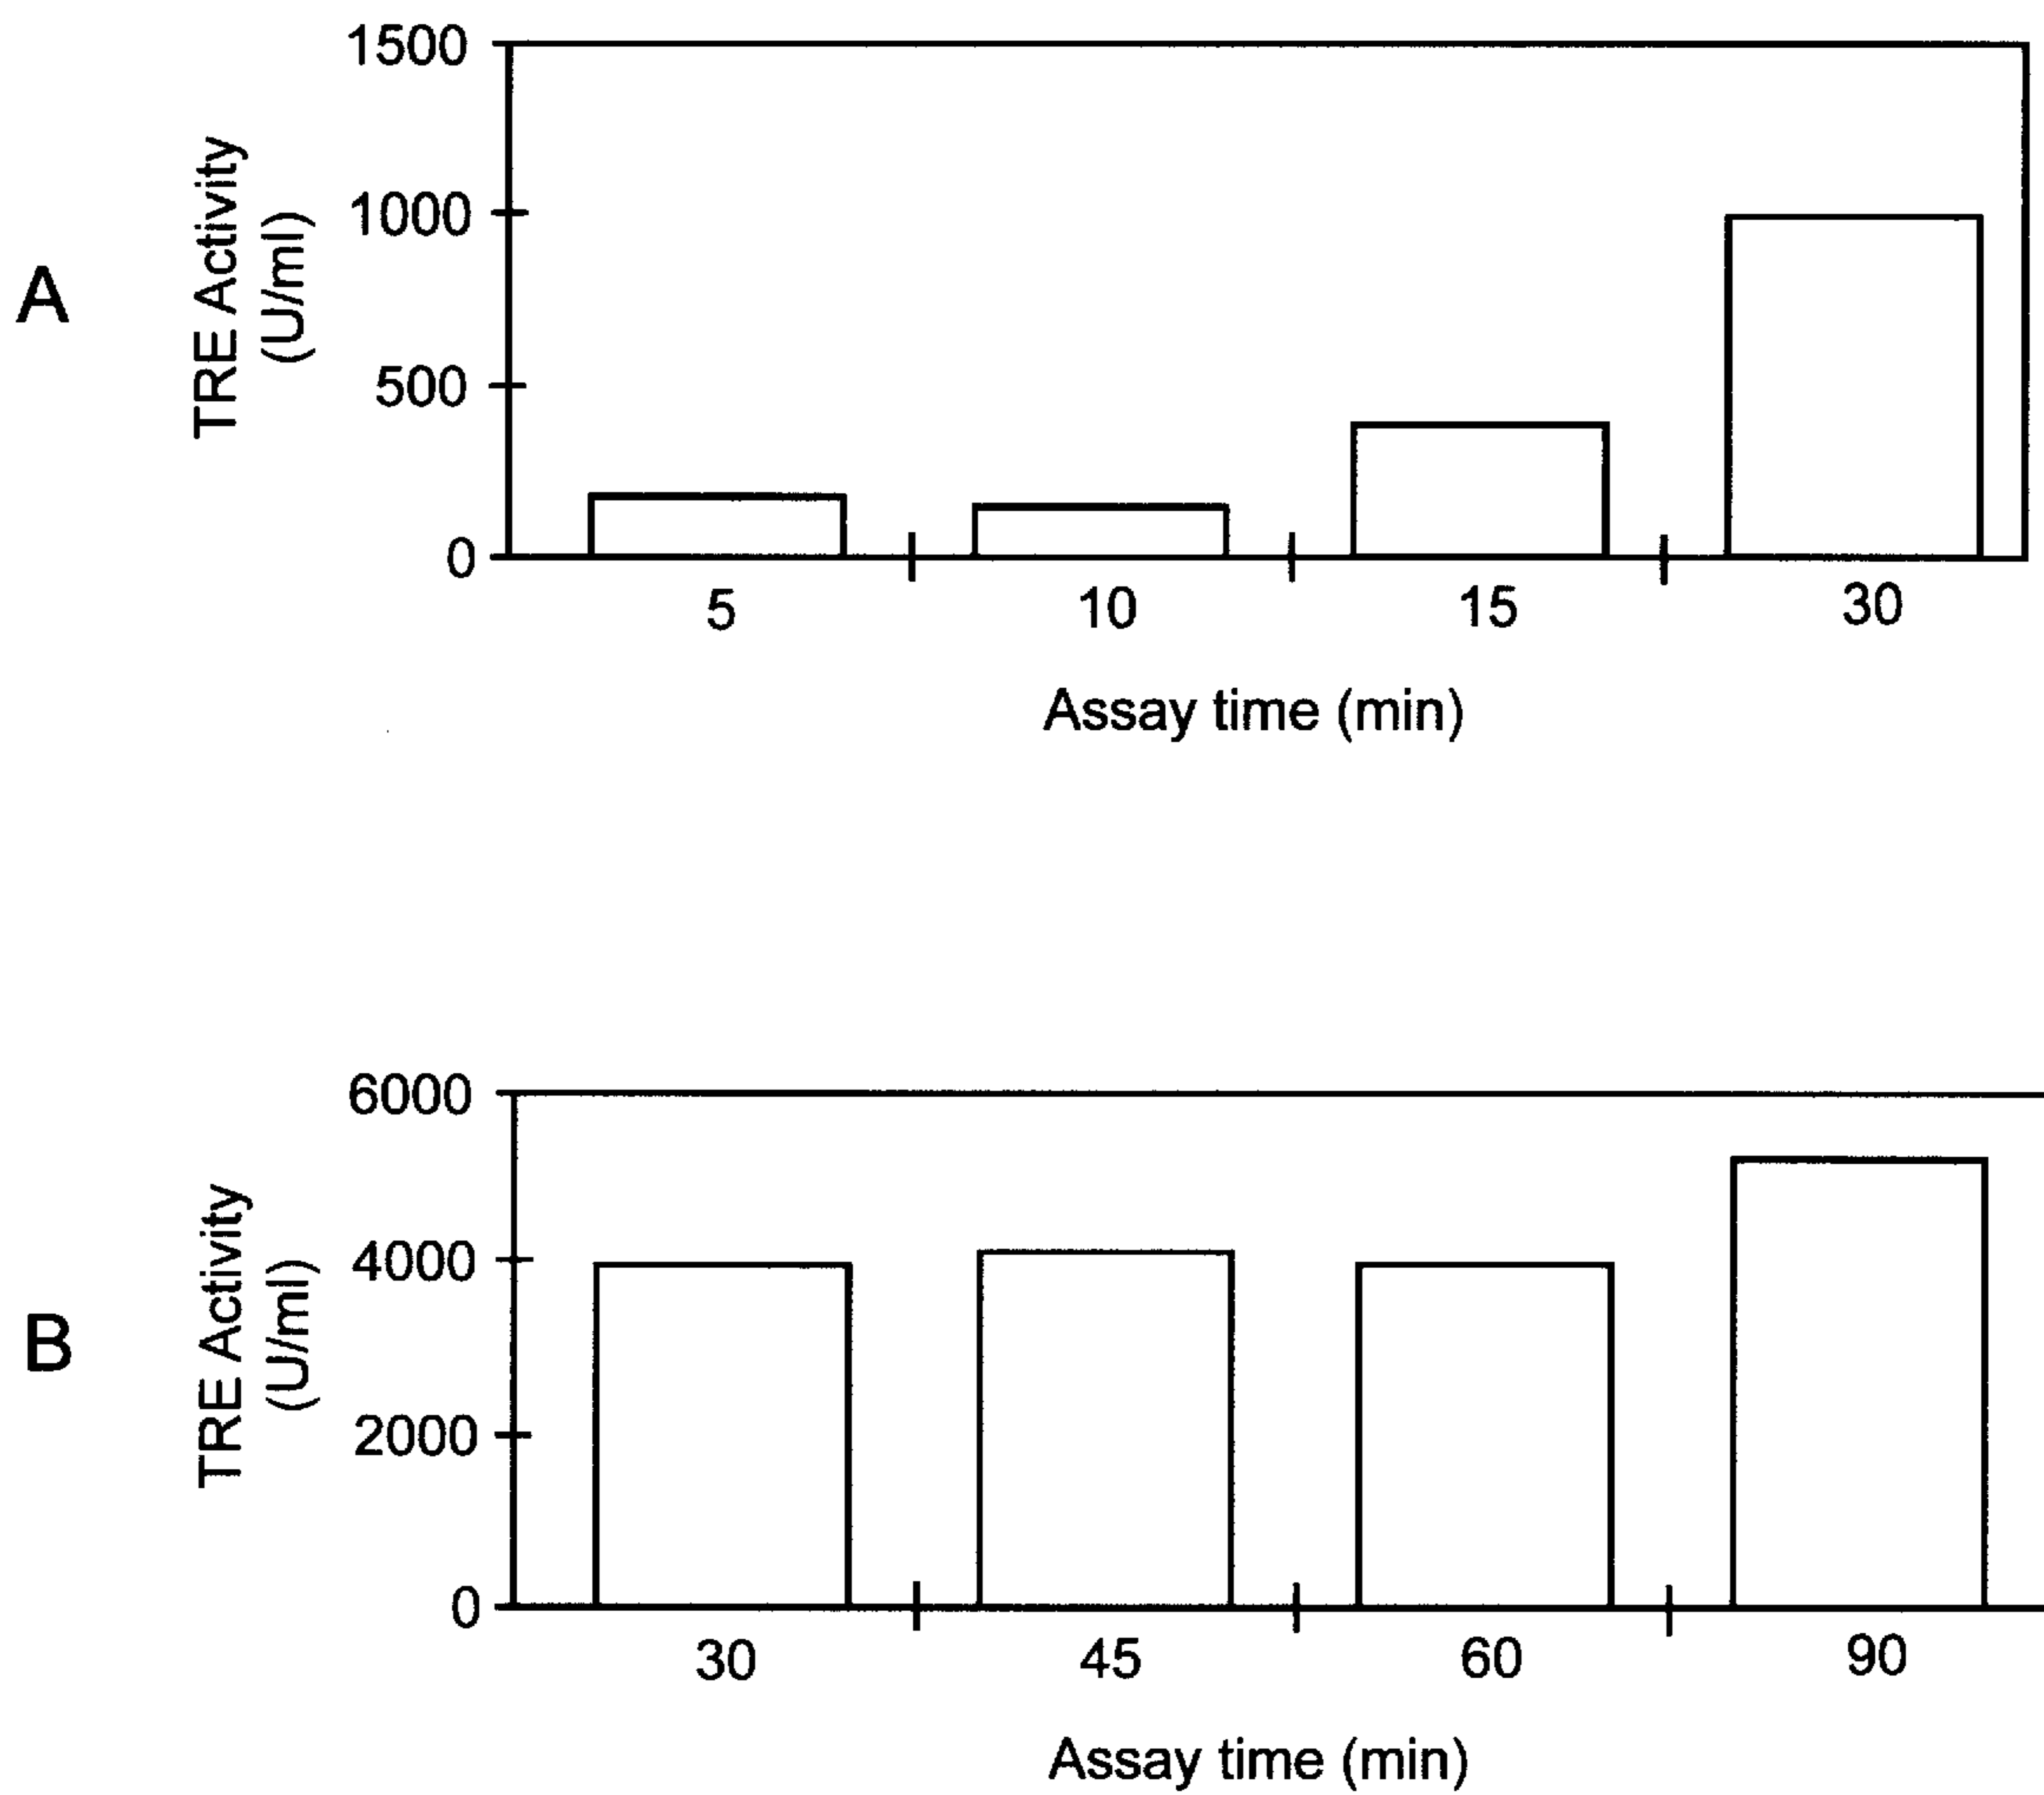 A
TRE Activity
(U/ml)
1500
1000
500
0
5 10 15 30
Assay time (min)
B
TRE Activity
(U/ml)
6000
4000
2000
0
30 45 60 90
Assay time (min)